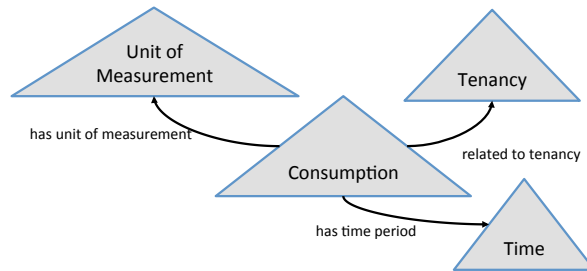 Unit of
Measurement
Tenancy
has unit of measurement
related to tenancy
Consumption
has time period
Time